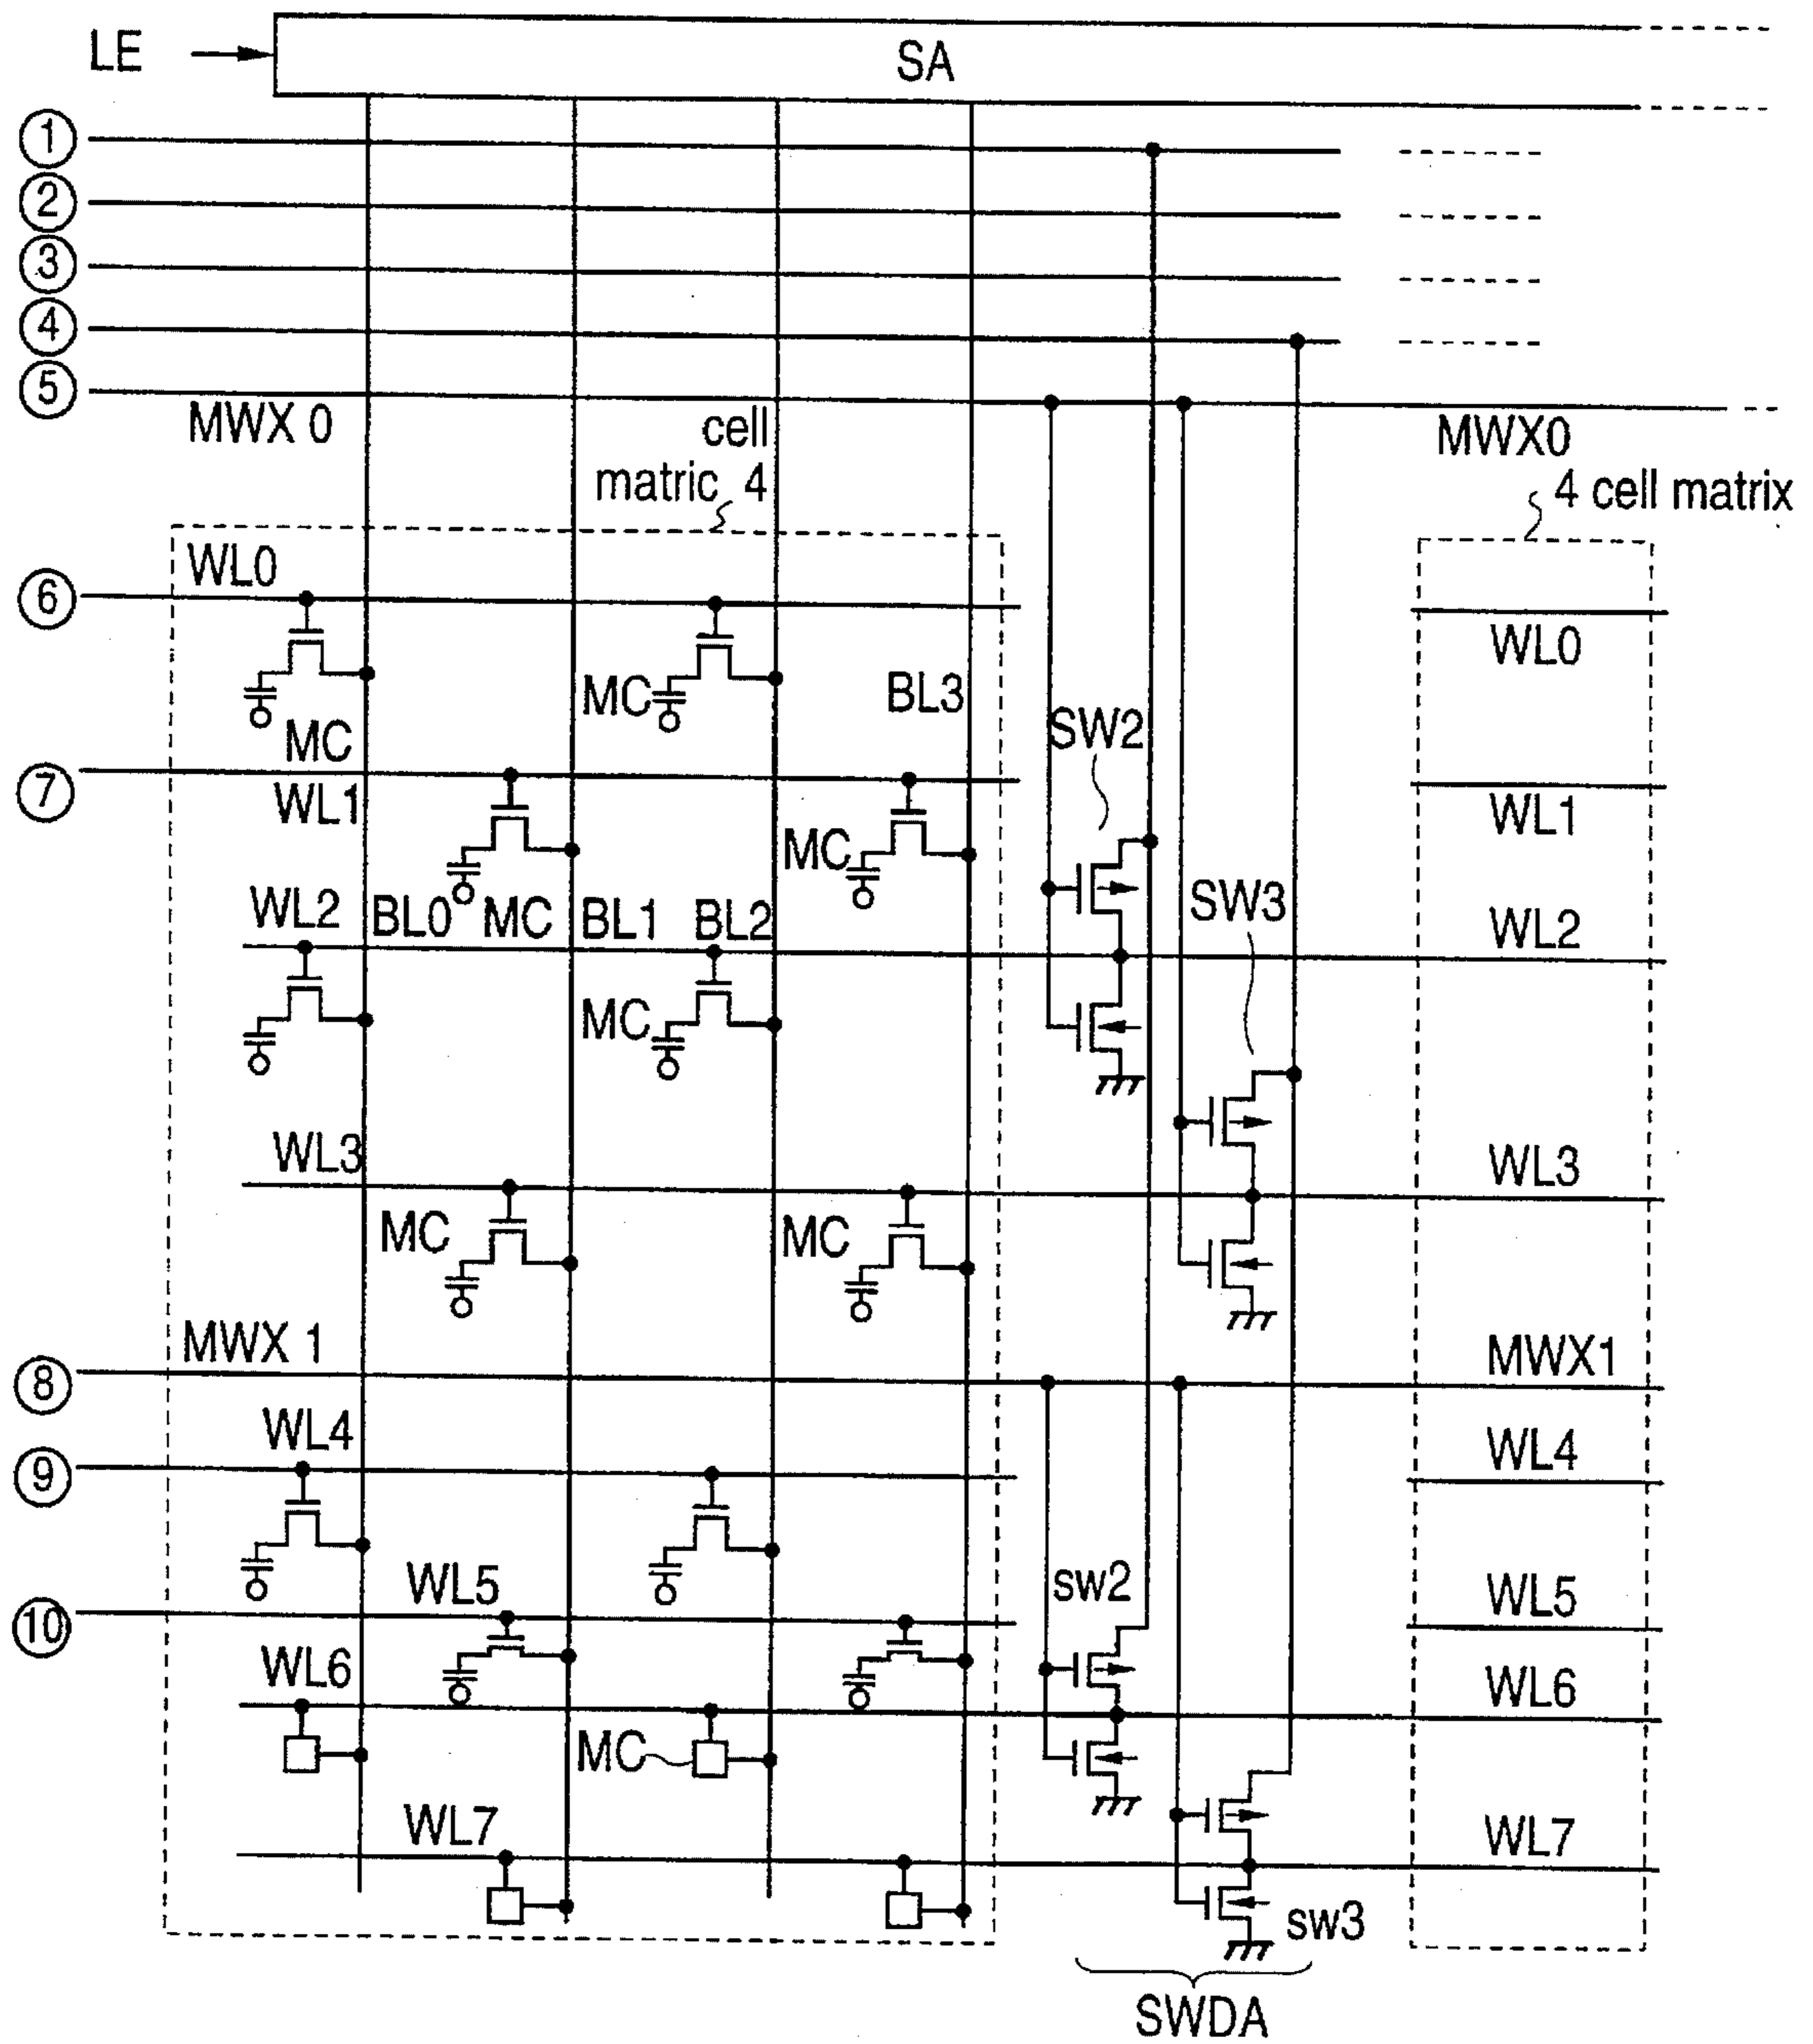 LE
SA
①
②
③
④
⑤
MWX 0
cell
matric 4
MWX0
4 cell matrix
WL0
⑥
WL0
MC
BL3
MC
SW2
⑦
WL1
WL1
MC
SW3
WL2
BL0
MC
BL1
BL2
WL2
MC
WL3
WL3
MC
MC
MWX 1
MWX1
⑧
WL4
WL4
⑨
WL5
sw2
WL5
⑩
WL6
WL6
MC
WL7
WL7
sw3
SWDA